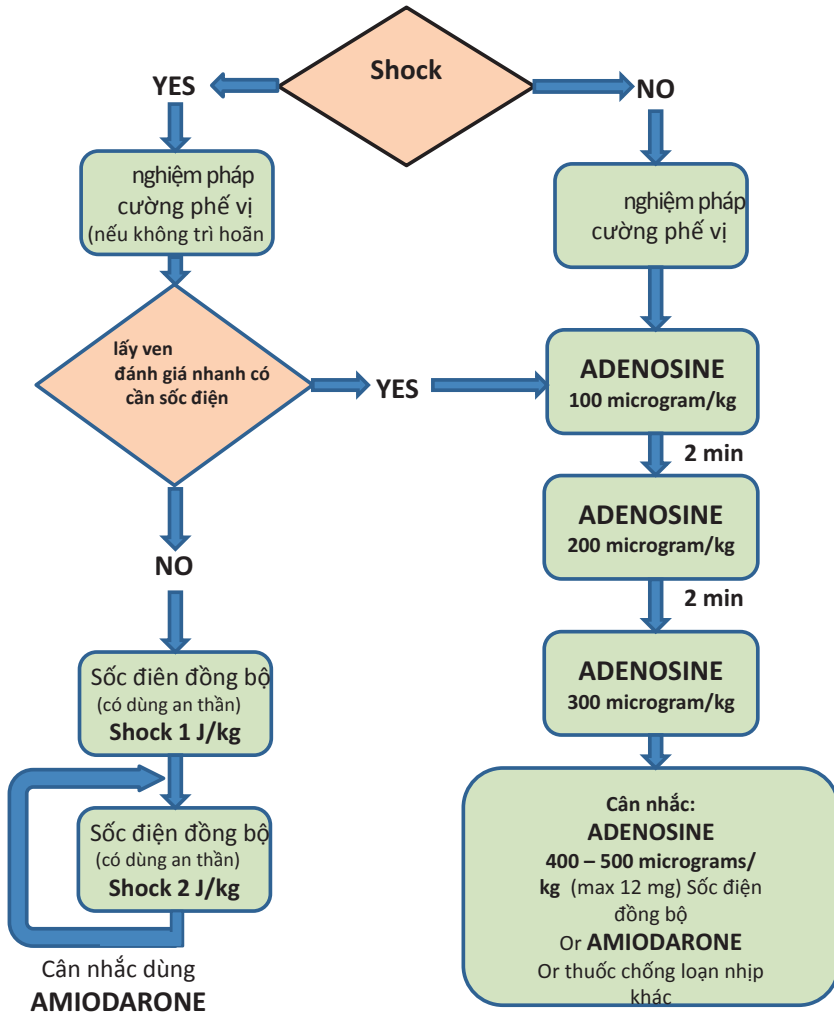 Shock
YES
NO
nghiệm pháp
cường phế vị
(nếu không trì hoãn
nghiệm pháp
cường phế vị
lấy ven
đánh giá nhanh có
cần sốc điện
YES
ADENOSINE
100 microgram/kg
2 min
ADENOSINE
200 microgram/kg
NO
2 min
ADENOSINE
300 microgram/kg
Sốc điên đồng bộ
(có dùng an thần)
Shock 1 J/kg
Sốc điện đồng bộ
(có dùng an thần)
Shock 2 J/kg
Cân nhắc dùng
AMIODARONE
Cân nhắc:
ADENOSINE
400 – 500 micrograms/
kg (max 12 mg) Sốc điện
đồng bộ
Or AMIODARONE
Or thuốc chống loạn nhịp
khác